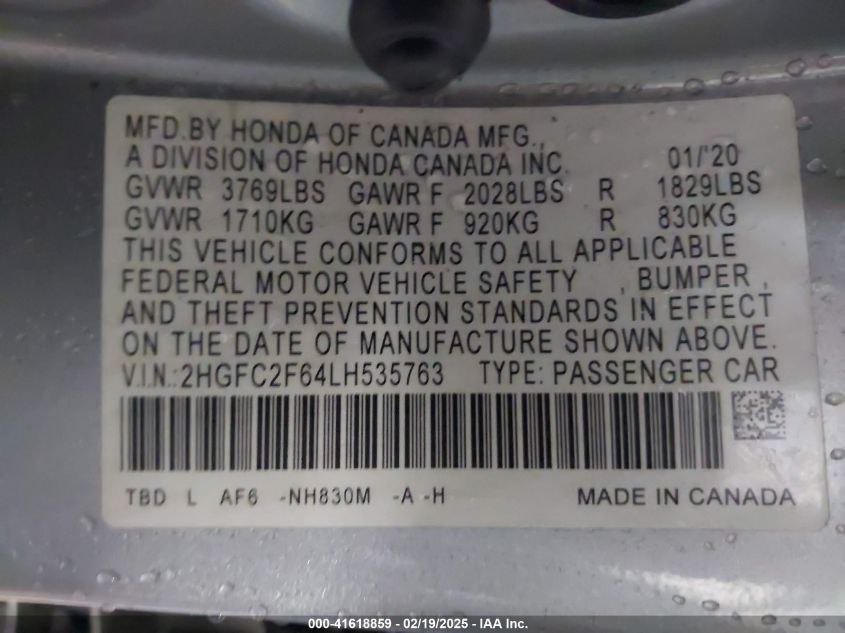 MFD.BY HONDA OF CANADA MFG.,
A DIVISION OF HONDA CANADA INC. 01/'20
GVWR 3769LBS GAWR F 2028LBS R 1829LBS
GVWR 1710KG GAWR F 920KG R 830KG
THIS VEHICLE CONFORMS TO ALL APPLICABLE
FEDERAL MOTOR VEHICLE SAFETY , BUMPER ,
AND THEFT PREVENTION STANDARDS IN EFFECT
ON THE DATE OF MANUFACTURE SHOWN ABOVE.
V.I.N.:2HGFC2F64LH535763 TYPE: PASSENGER CAR
TBD L AF6 -NH830M -A -H MADE IN CANADA
000-41618859 - 02/19/2025 - IAA Inc.